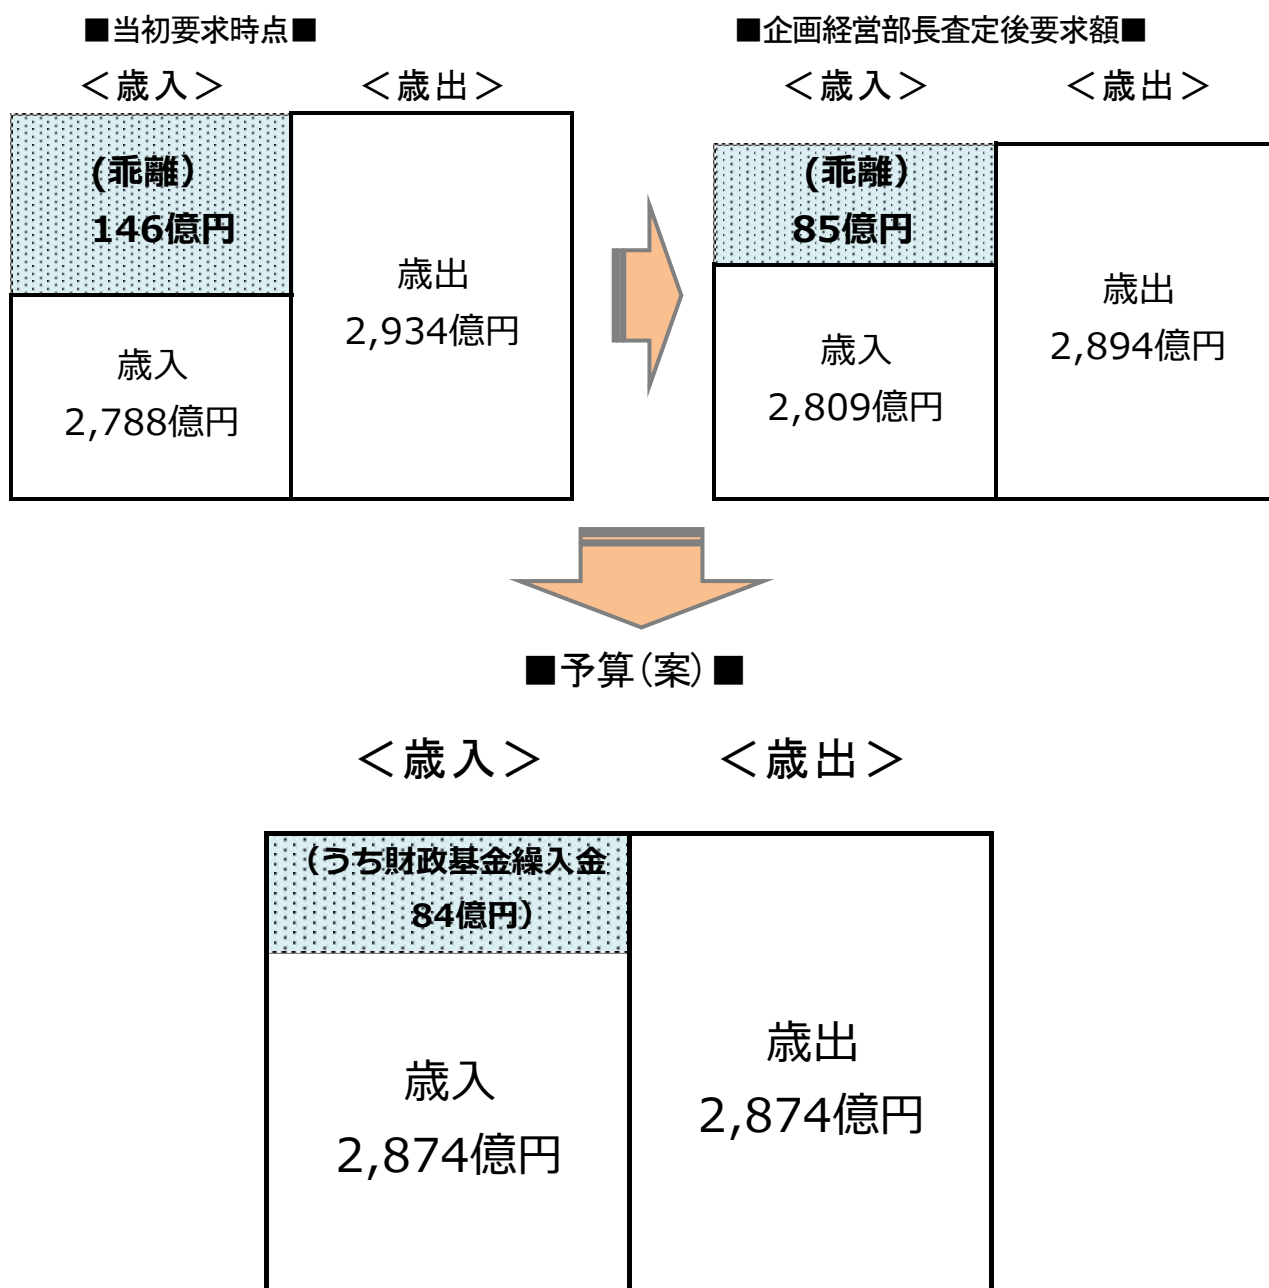 ■当初要求時点■
＜歳入＞ ＜歳出＞
(乖離)
146億円
歳出
2,934億円
歳入
2,788億円
■企画経営部長査定後要求額■
＜歳入＞ ＜歳出＞
(乖離)
85億円
歳出
2,894億円
歳入
2,809億円
■予算（案）■
＜歳入＞ ＜歳出＞
（うち財政基金繰入金
84億円）
歳入
2,874億円
歳出
2,874億円